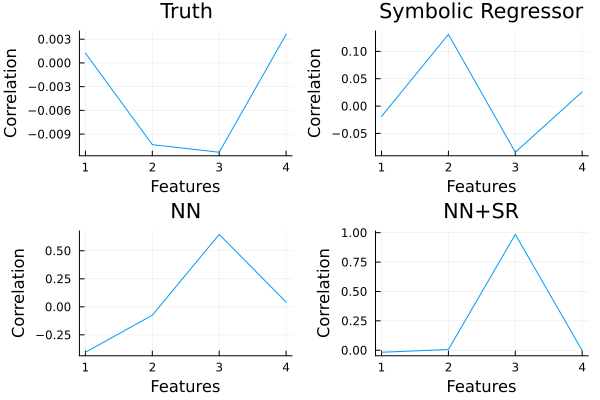 Truth
Correlation
0.003
0.000
−0.003
−0.006
−0.009
1 2 3 4
Features
Symbolic Regressor
Correlation
0.10
0.05
0.00
−0.05
1 2 3 4
Features
NN
Correlation
0.50
0.25
0.00
−0.25
1 2 3 4
Features
NN+SR
Correlation
1.00
0.75
0.50
0.25
0.00
1 2 3 4
Features